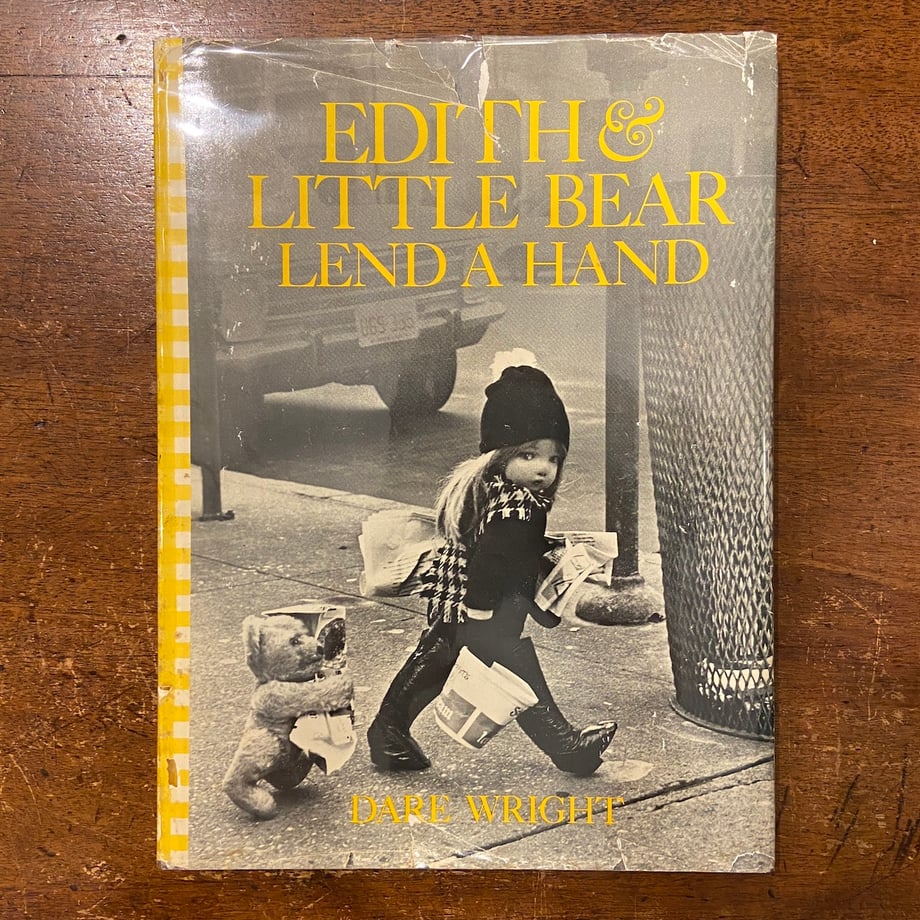 EDITH &
LITTLE BEAR
LEND A HAND
DARE WRIGHT